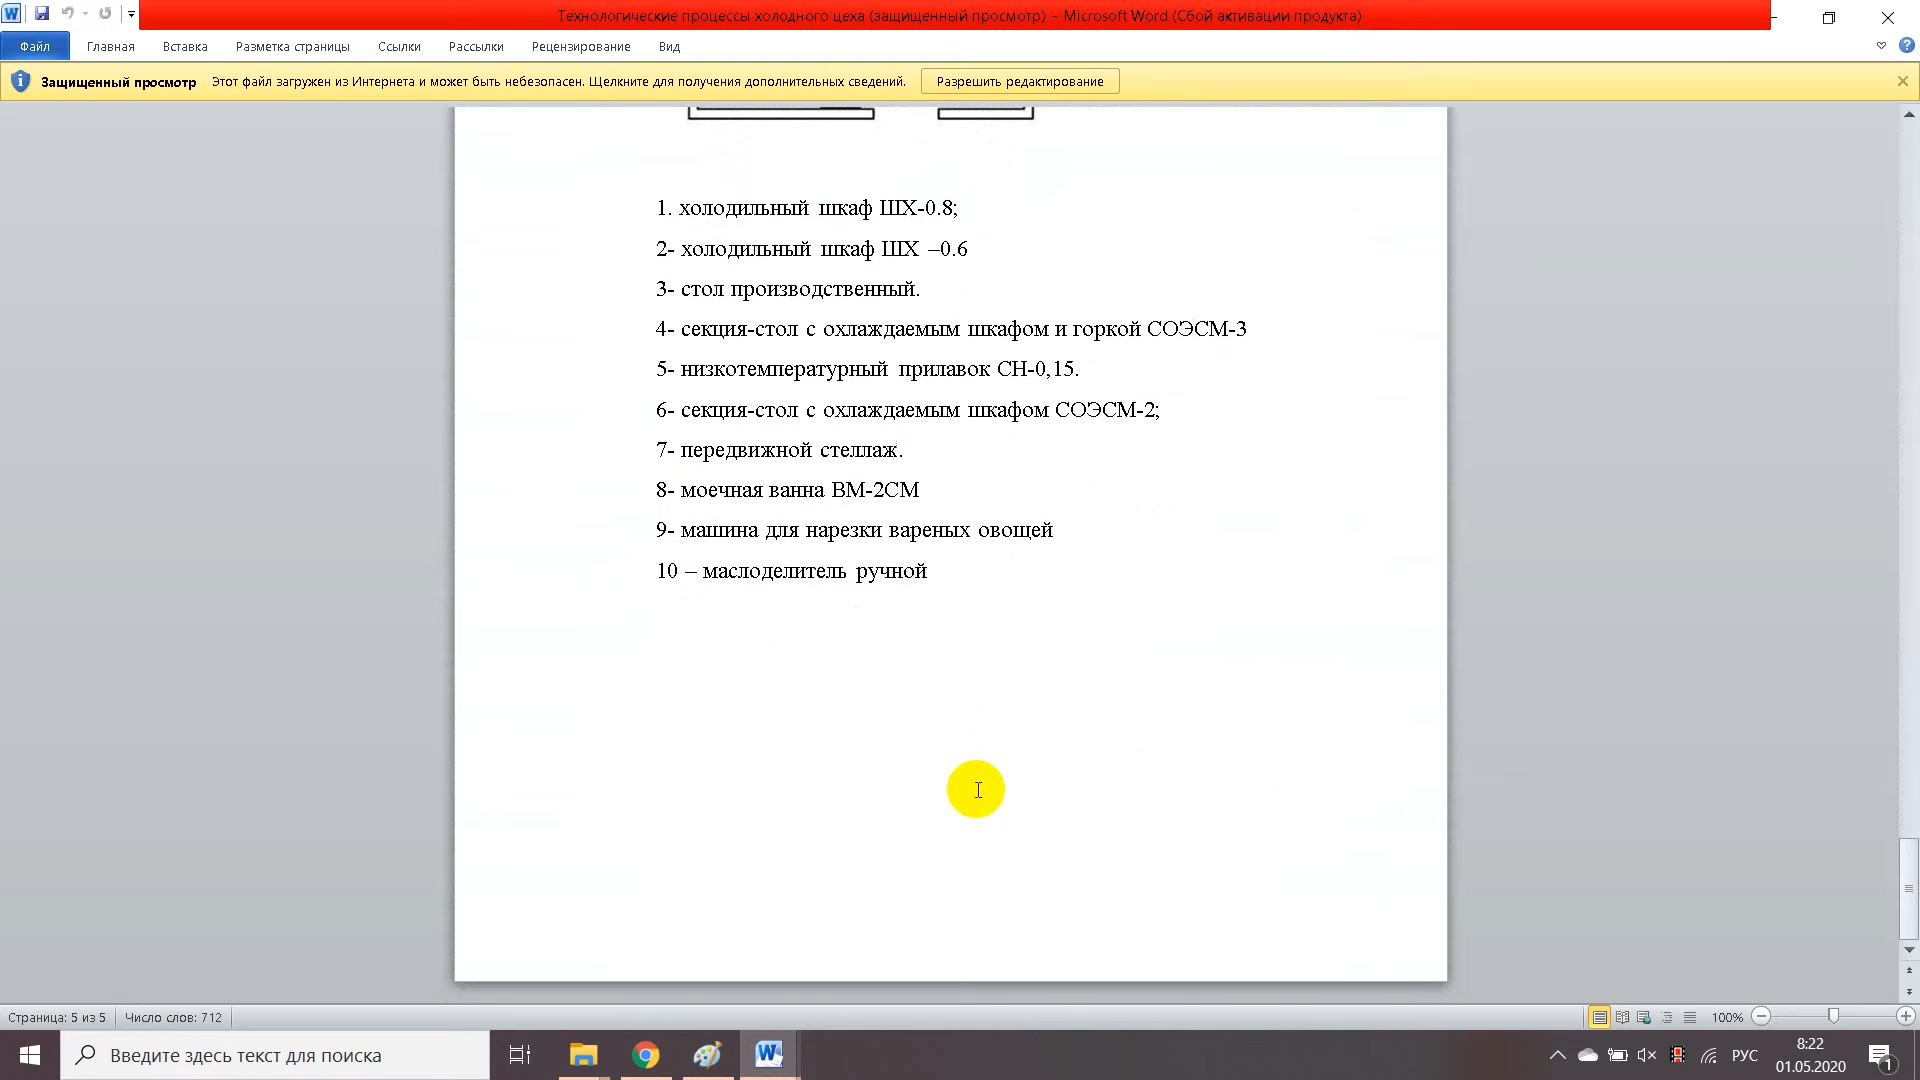 Технологические процессы холодного цеха (защищенный просмотр) - Microsoft Word (Сбой активации продукта)
Файл Главная Вставка Разметка страницы Ссылки Рассылки Рецензирование Вид
Защищенный просмотр Этот файл загружен из Интернета и может быть небезопасен. Щелкните для получения дополнительных сведений. Разрешить редактирование
1. холодильный шкаф ШХ-0.8;
2- холодильный шкаф ШХ –0.6
3- стол производственный.
4- секция-стол с охлаждаемым шкафом и горкой СОЭСМ-3
5- низкотемпературный прилавок СН-0,15.
6- секция-стол с охлаждаемым шкафом СОЭСМ-2;
7- передвижной стеллаж.
8- моечная ванна ВМ-2СМ
9- машина для нарезки вареных овощей
10 – маслоделитель ручной
Страница: 5 из 5 Число слов: 712 100%
Введите здесь текст для поиска
РУС
8:22
01.05.2020
1